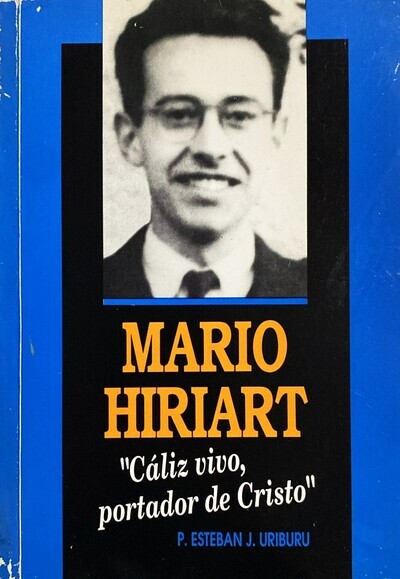 MARIO
HIRIART
"Cáliz vivo,
portador de Cristo"
P. ESTEBAN J. URIBURU